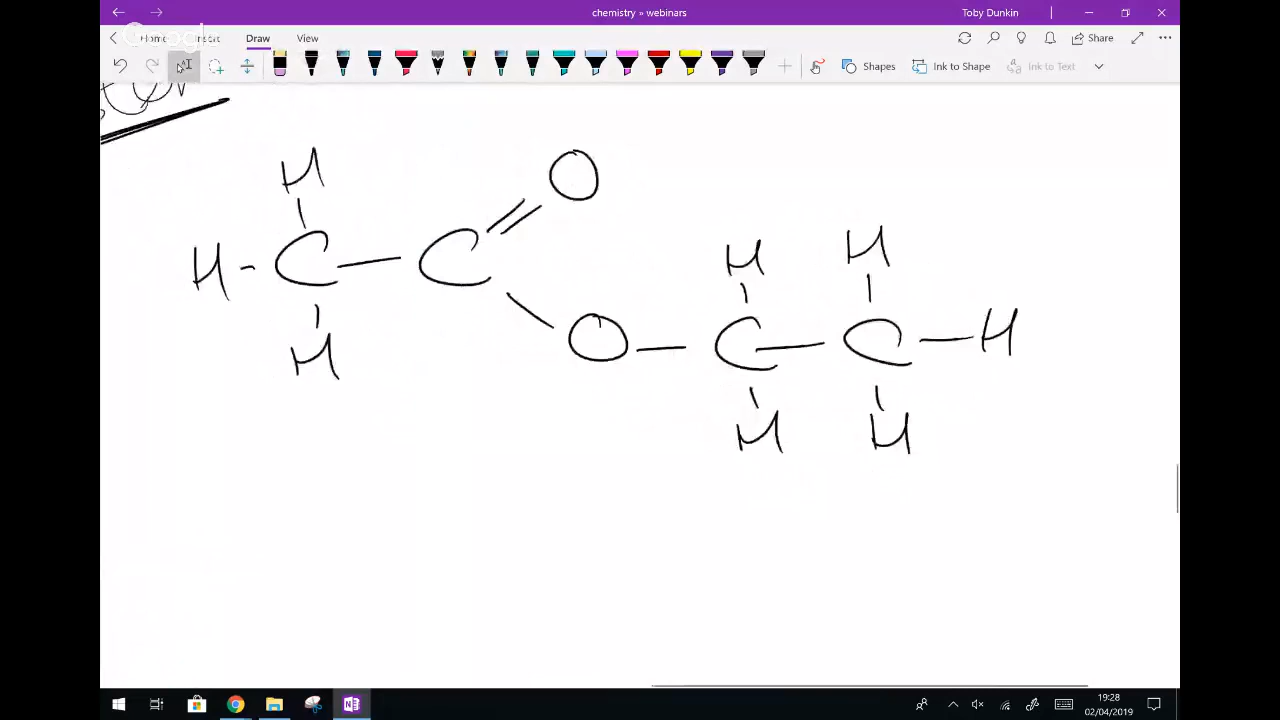 chemistry » webinars
Toby Dunkin
Home Insert Draw View
Share
Shapes Ink to Shape Ink to Text
H
O
H - C — C
H H
H
O — C — C — H
H H
19:28
02/04/2019